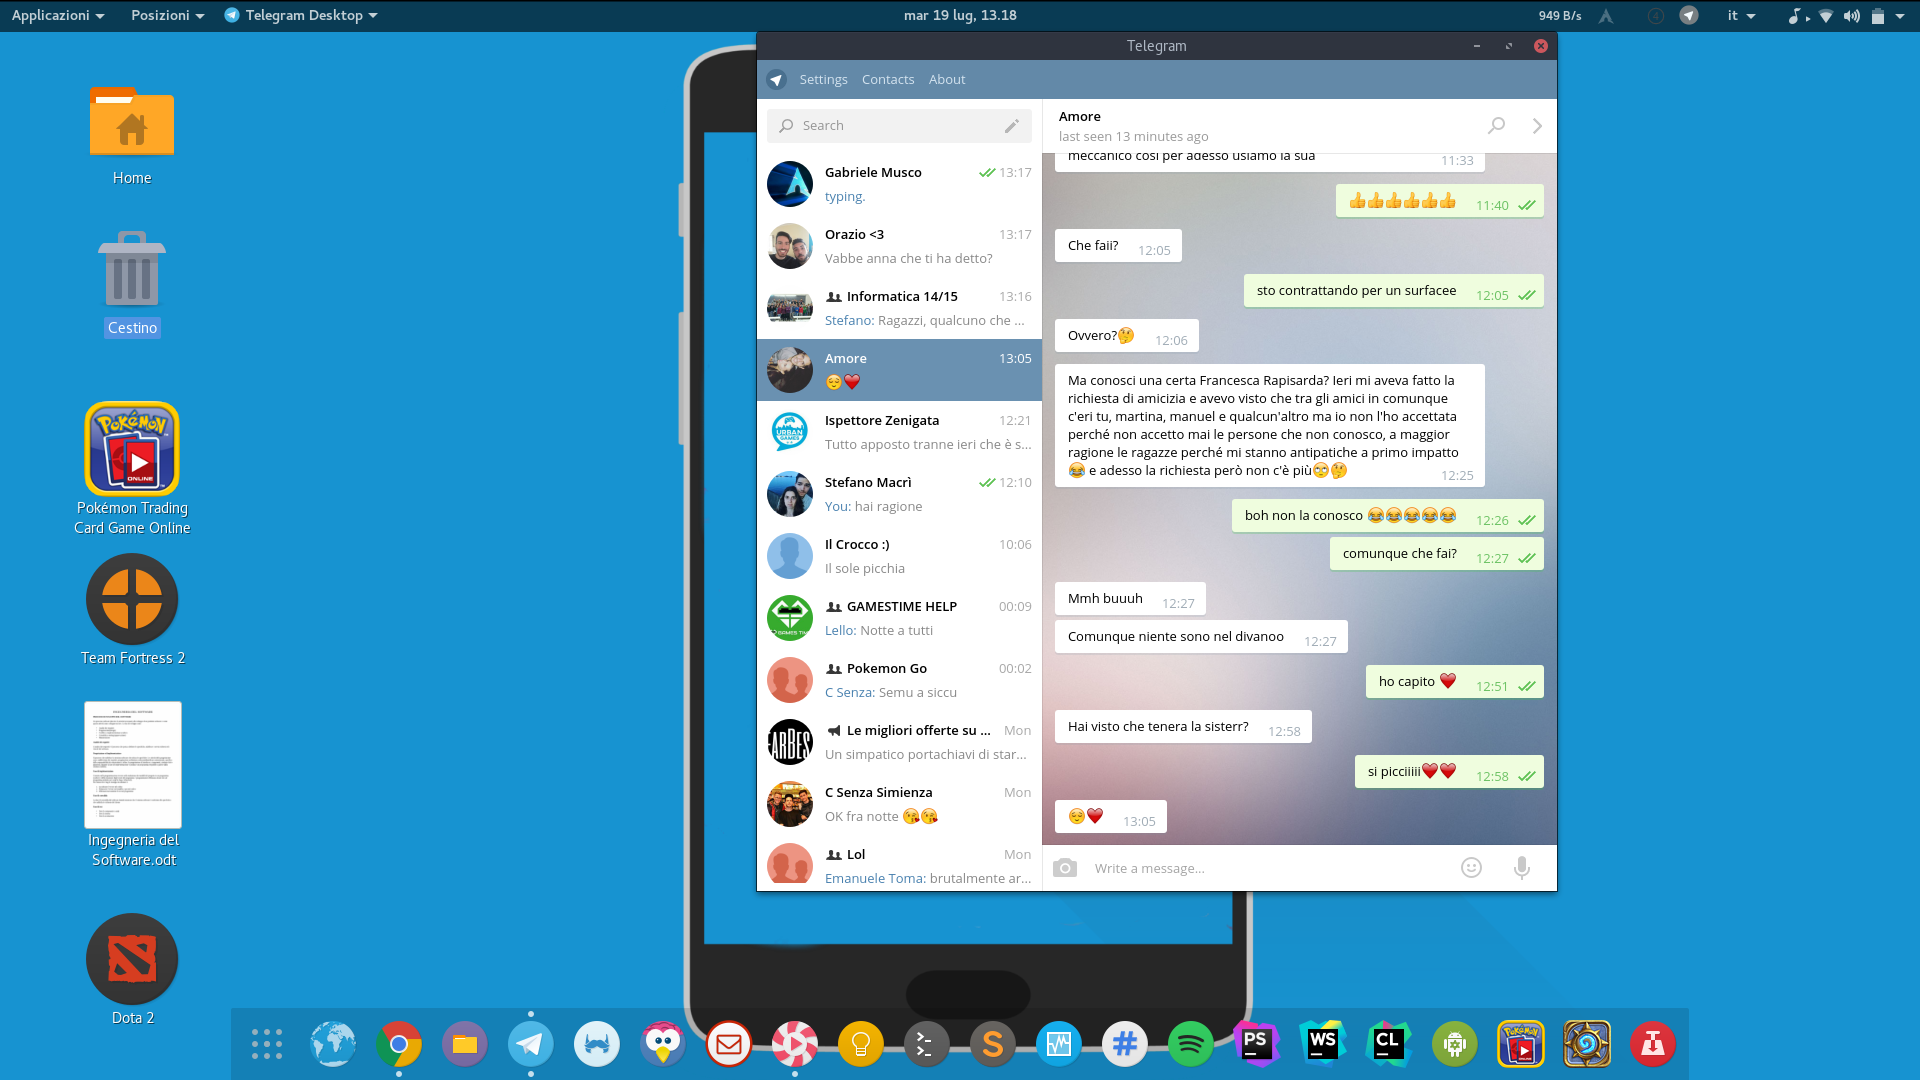 Applicazioni
Posizioni
Telegram Desktop
mar 19 lug, 13.18
949 B/s
it
Home
Cestino
Pokémon Trading
Card Game Online
Team Fortress 2
Ingegneria del
Software.odt
Dota 2
Telegram
Settings
Contacts
About
Search
Gabriele Musco 13:17
typing.
Orazio <3 13:17
Vabbe anna che ti ha detto?
Informatica 14/15 13:16
Stefano: Ragazzi, qualcuno che ...
Amore 13:05
😌❤
Ispettore Zenigata 12:21
Tutto apposto tranne ieri che è s...
Stefano Macrì 12:10
You: hai ragione
Il Crocco :) 10:06
Il sole picchia
GAMESTIME HELP 00:09
Lello: Notte a tutti
Pokemon Go 00:02
C Senza: Semu a siccu
Le migliori offerte su ... Mon
Un simpatico portachiavi di star...
C Senza Simienza Mon
OK fra notte 😘😘
Lol Mon
Emanuele Toma: brutalmente ar...
Amore
last seen 13 minutes ago
meccanico così per adesso usiamo la sua 11:33
👍👍👍👍👍👍 11:40
Che faii? 12:05
sto contrattando per un surfacee 12:05
Ovvero?🤔 12:06
Ma conosci una certa Francesca Rapisarda? Ieri mi aveva fatto la
richiesta di amicizia e avevo visto che tra gli amici in comunque
c'eri tu, martina, manuel e qualcun'altro ma io non l'ho accettata
perché non accetto mai le persone che non conosco, a maggior
ragione le ragazze perché mi stanno antipatiche a primo impatto
😂 e adesso la richiesta però non c'è più🙄🤔 12:25
boh non la conosco 😂😂😂😂😂 12:26
comunque che fai? 12:27
Mmh buuuh 12:27
Comunque niente sono nel divanoo 12:27
ho capito ❤ 12:51
Hai visto che tenera la sisterr? 12:58
si picciiiii❤❤ 12:58
😌❤ 13:05
Write a message...
PS
WS
CL